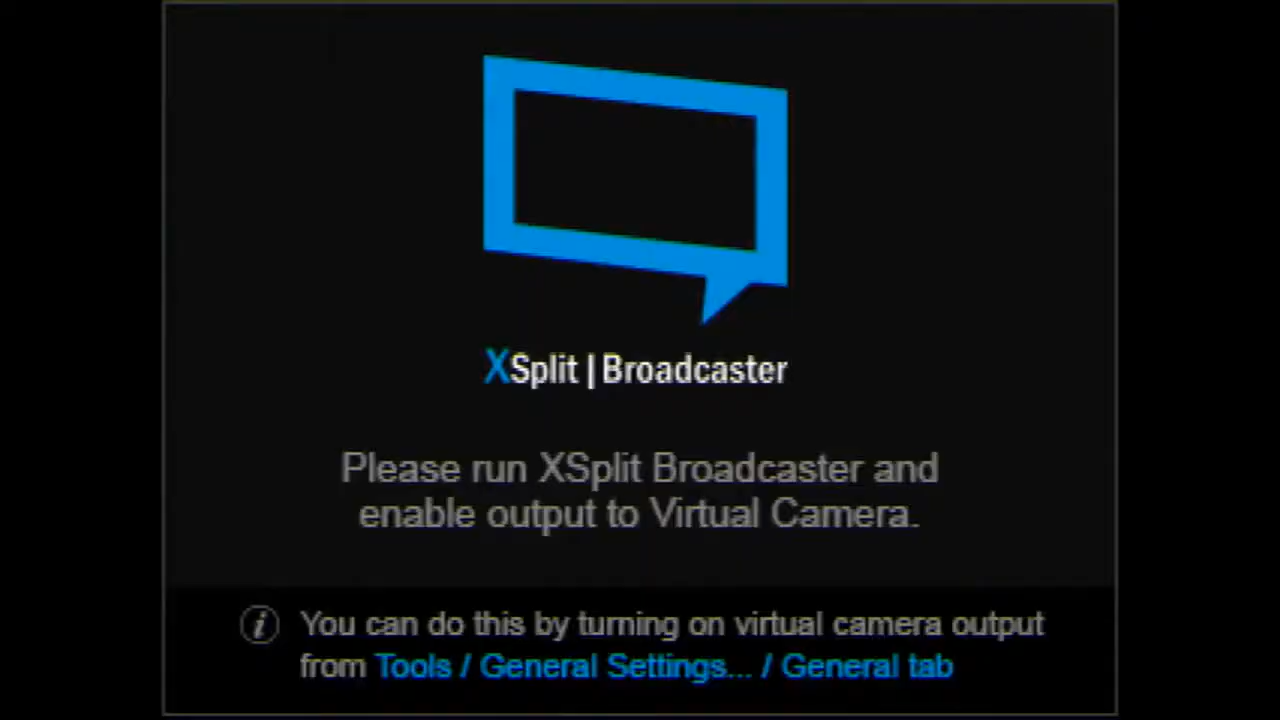 XSplit | Broadcaster
Please run XSplit Broadcaster and
enable output to Virtual Camera.
i You can do this by turning on virtual camera output
from Tools / General Settings... / General tab